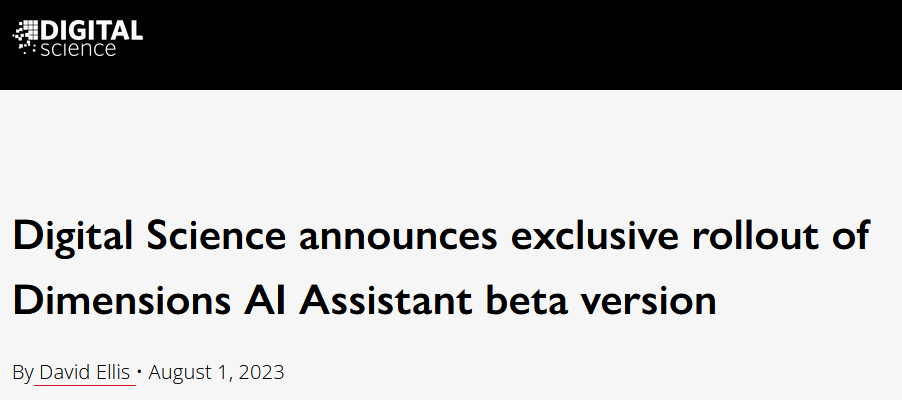 DIGITAL
science
Digital Science announces exclusive rollout of
Dimensions AI Assistant beta version
By David Ellis • August 1, 2023